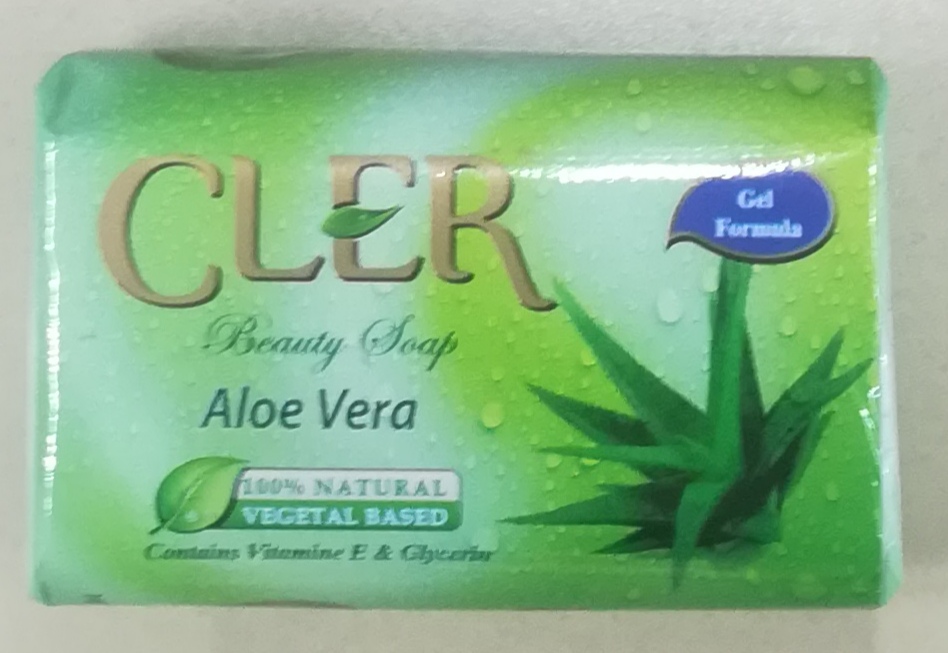 CLER
Gel
Formula
Beauty Soap
Aloe Vera
100% NATURAL
VEGETAL BASED
Contains Vitamine E & Glycerin